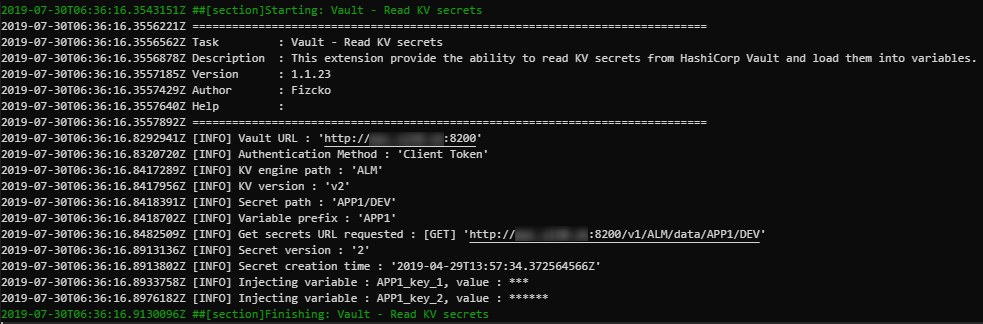 2019-07-30T06:36:16.3543151Z ##[section]Starting: Vault - Read KV secrets
2019-07-30T06:36:16.3556221Z ==============================================================================
2019-07-30T06:36:16.3556562Z Task         : Vault - Read KV secrets
2019-07-30T06:36:16.3556878Z Description  : This extension provide the ability to read KV secrets from HashiCorp Vault and load them into variables.
2019-07-30T06:36:16.3557185Z Version      : 1.1.23
2019-07-30T06:36:16.3557429Z Author       : Fizcko
2019-07-30T06:36:16.3557640Z Help         :
2019-07-30T06:36:16.3557892Z ==============================================================================
2019-07-30T06:36:16.8292941Z [INFO] Vault URL : 'http:// :8200'
2019-07-30T06:36:16.8320720Z [INFO] Authentication Method : 'Client Token'
2019-07-30T06:36:16.8417289Z [INFO] KV engine path : 'ALM'
2019-07-30T06:36:16.8417956Z [INFO] KV version : 'v2'
2019-07-30T06:36:16.8418391Z [INFO] Secret path : 'APP1/DEV'
2019-07-30T06:36:16.8418702Z [INFO] Variable prefix : 'APP1'
2019-07-30T06:36:16.8482509Z [INFO] Get secrets URL requested : [GET] 'http:// :8200/v1/ALM/data/APP1/DEV'
2019-07-30T06:36:16.8913136Z [INFO] Secret version : '2'
2019-07-30T06:36:16.8913802Z [INFO] Secret creation time : '2019-04-29T13:57:34.372564566Z'
2019-07-30T06:36:16.8933758Z [INFO] Injecting variable : APP1_key_1, value : ***
2019-07-30T06:36:16.8976182Z [INFO] Injecting variable : APP1_key_2, value : ******
2019-07-30T06:36:16.9130096Z ##[section]Finishing: Vault - Read KV secrets